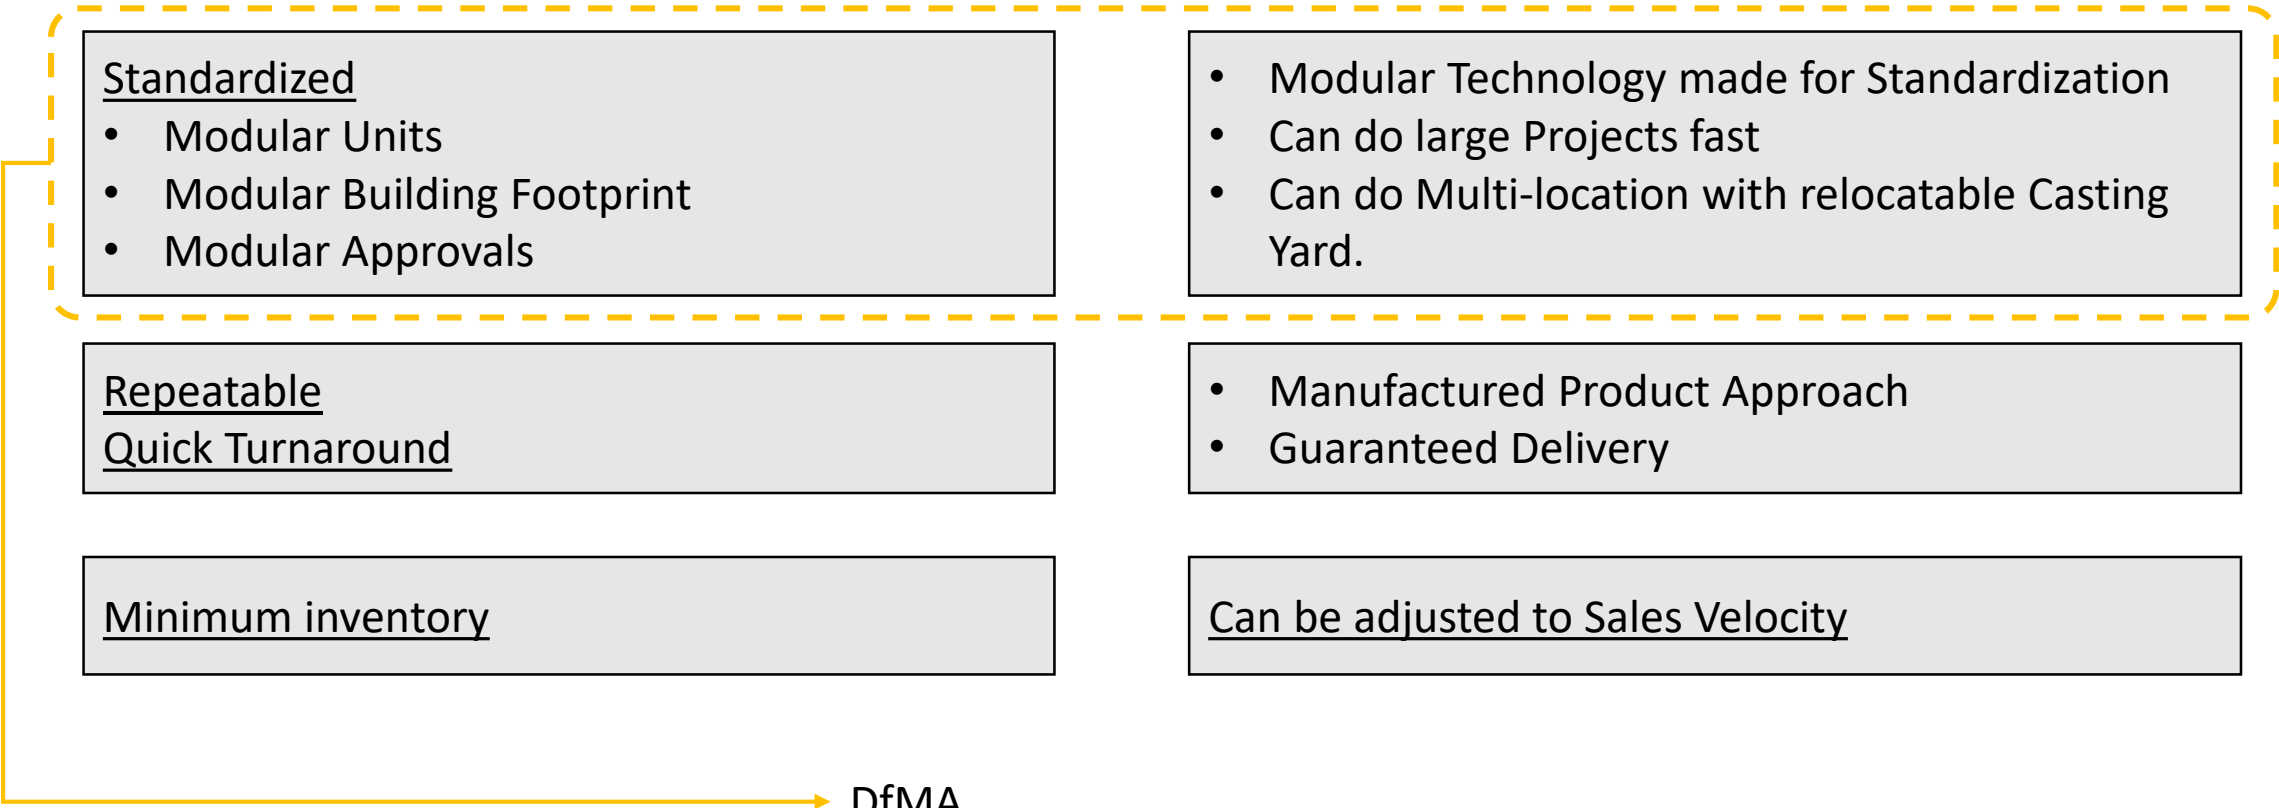 Standardized
• Modular Units
• Modular Building Footprint
• Modular Approvals
• Modular Technology made for Standardization
• Can do large Projects fast
• Can do Multi-location with relocatable Casting
Yard.
Repeatable
Quick Turnaround
• Manufactured Product Approach
• Guaranteed Delivery
Minimum inventory
Can be adjusted to Sales Velocity
DfMA